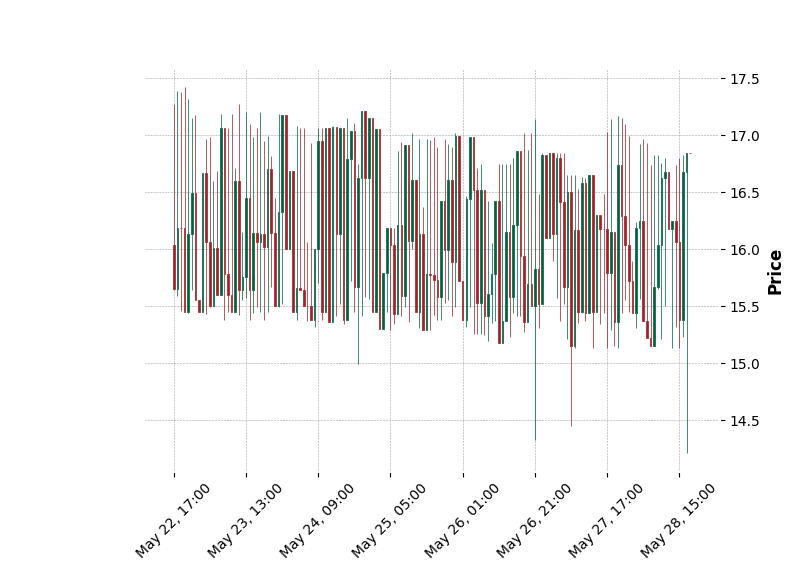 17.5
17.0
16.5
16.0
15.5
15.0
14.5
Price
May 22, 17:00
May 23, 13:00
May 24, 09:00
May 25, 05:00
May 26, 01:00
May 26, 21:00
May 27, 17:00
May 28, 15:00